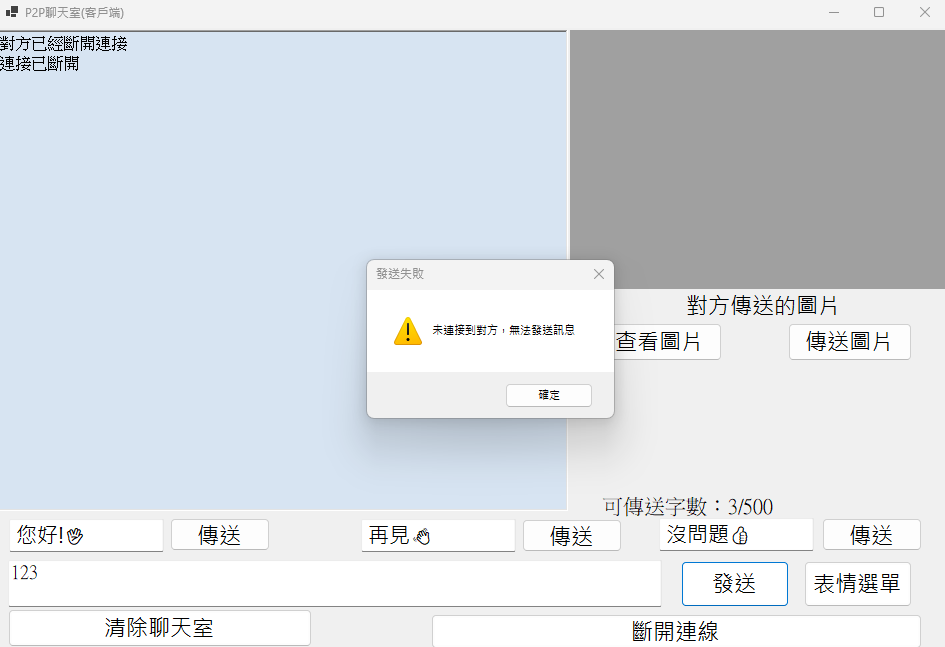 P2P聊天室(客戶端)
對方已經斷開連接
連接已斷開
發送失敗
未連接到對方，無法發送訊息
確定
對方傳送的圖片
查看圖片
傳送圖片
可傳送字數：3/500
您好!👋
傳送
再見👋
傳送
沒問題👍
傳送
123
發送
表情選單
清除聊天室
斷開連線